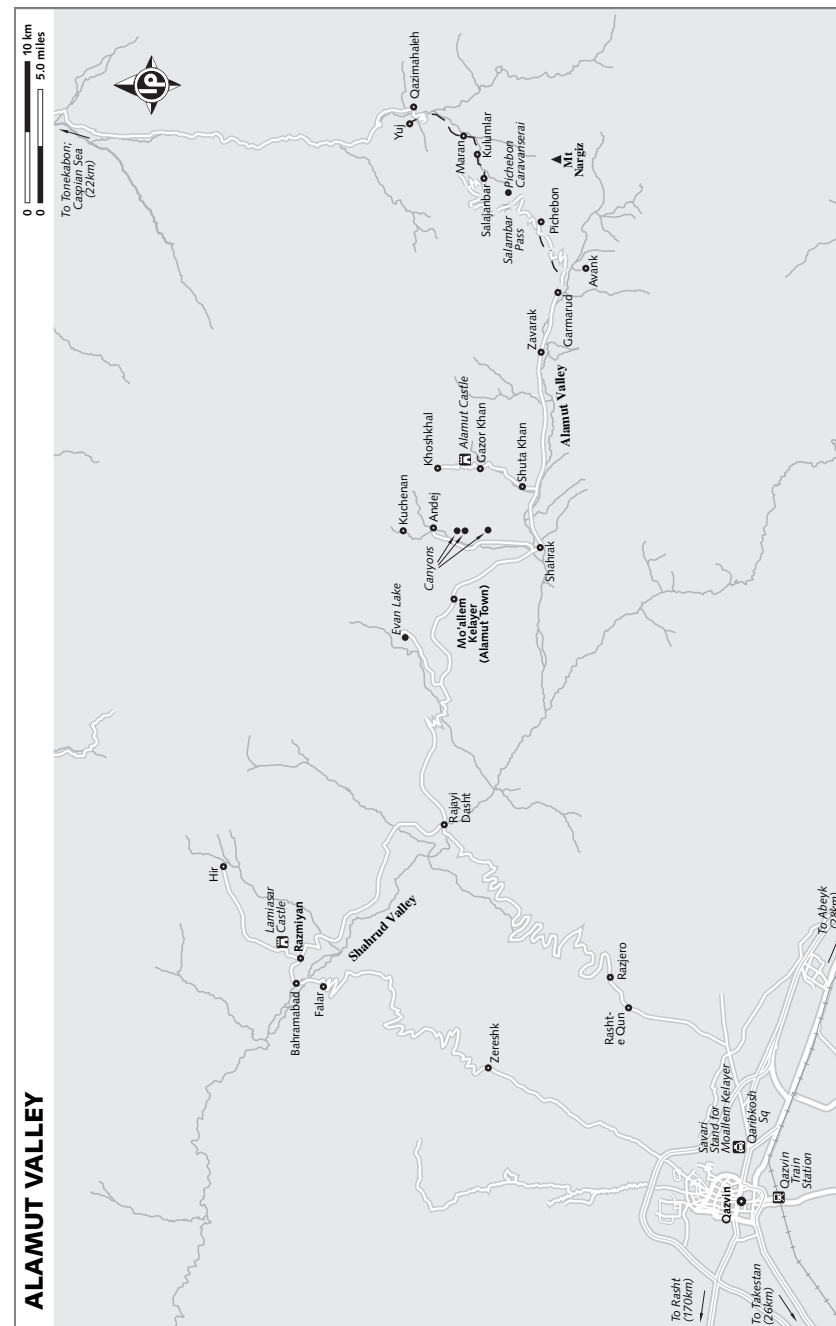 ALAMUT VALLEY
0
10 km
0
5.0 miles
lp
To Tonekabon;
Caspian Sea
(22km)
Qazimahaleh
Yuj
Maran
Kulumlar
Salajanbar
Pichebon
Caravanserai
Mt
Nargiz
Salambar
Pass
Pichebon
Avank
Garmarud
Zavarak
Alamut Valley
Khoshkhal
Alamut Castle
Gazor Khan
Shuta Khan
Kuchenan
Andej
Canyons
Shahrak
Evan Lake
Mo'allem
Kelayer
(Alamut Town)
Rajayi
Dasht
Hir
Lamiasar
Castle
Razmiyan
Shahrud Valley
Bahramabad
Falar
Zereshk
Razjero
Rasht-
e Qun
To Abeyk
(28km)
Savari
Stand for
Moallem Kelayer
Qaribkosh
Sq
Qazvin
Qazvin
Train
Station
To Rasht
(170km)
To Takestan
(26km)